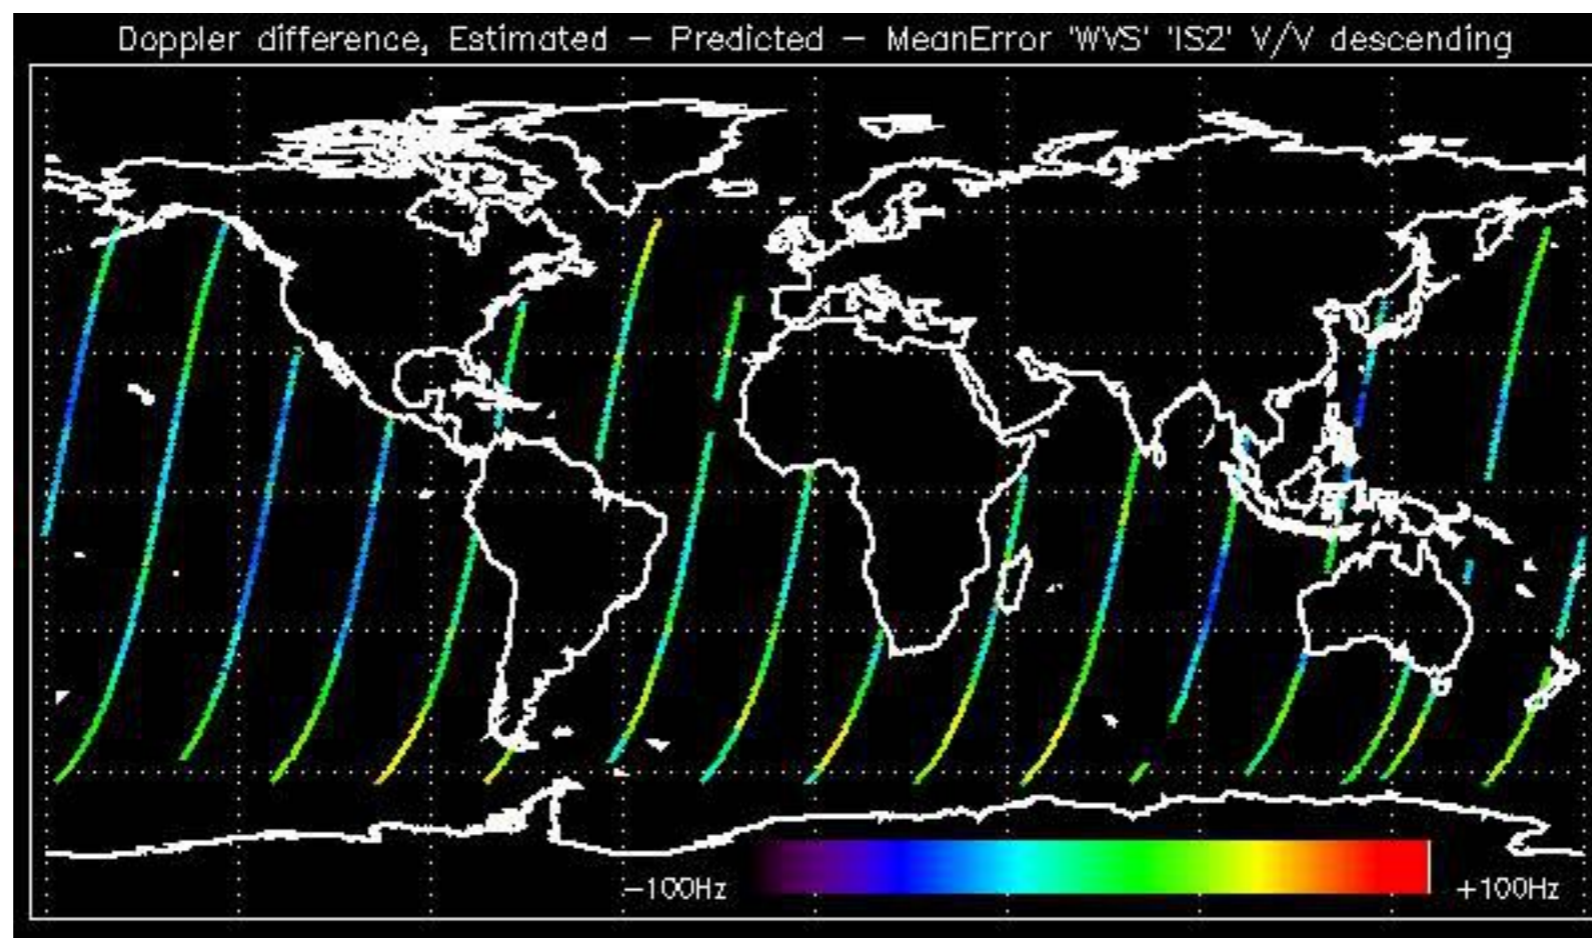 Doppler difference, Estimated – Predicted – MeanError 'WVS' 'IS2' V/V descending
–100Hz
+100Hz